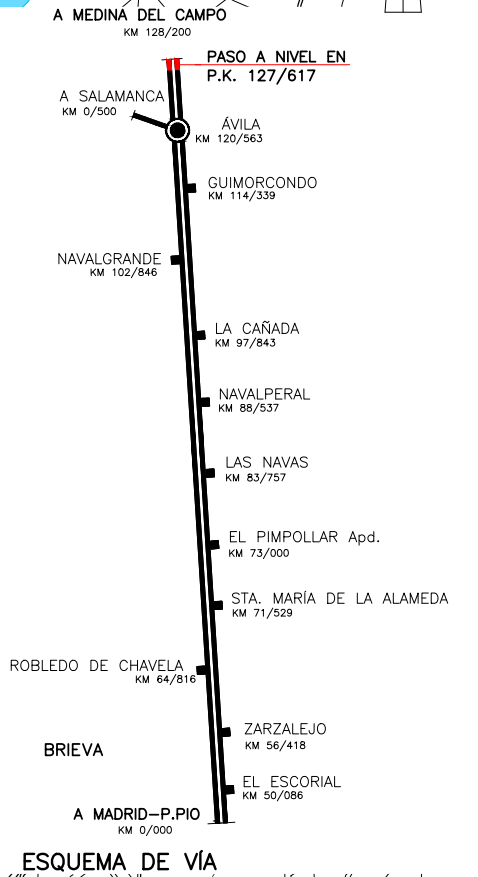 A MEDINA DEL CAMPO
KM 128/200
PASO A NIVEL EN
P.K. 127/617
A SALAMANCA
KM 0/500
ÁVILA
KM 120/563
GUIMORCONDO
KM 114/339
NAVALGRANDE
KM 102/846
LA CAÑADA
KM 97/843
NAVALPERAL
KM 88/537
LAS NAVAS
KM 83/757
EL PIMPOLLAR Apd.
KM 73/000
STA. MARÍA DE LA ALAMEDA
KM 71/529
ROBLEDO DE CHAVELA
KM 64/816
ZARZALEJO
KM 56/418
BRIEVA
EL ESCORIAL
KM 50/086
A MADRID-P.PIO
KM 0/000
ESQUEMA DE VÍA